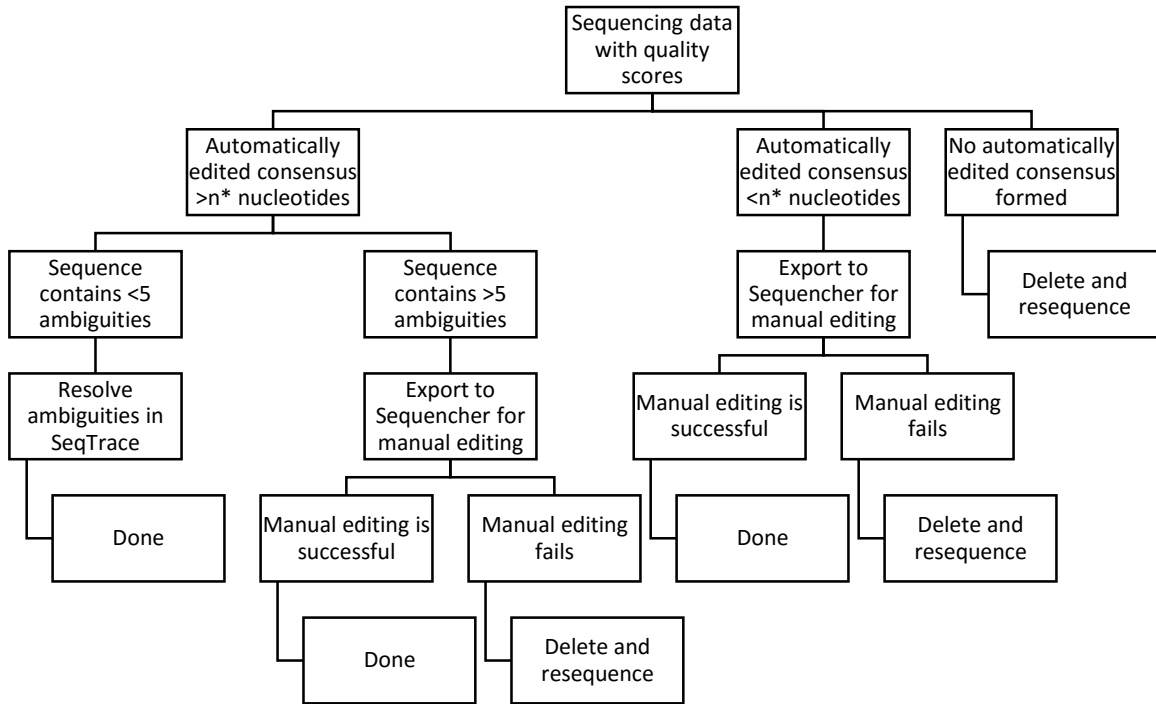 Sequencing data
with quality
scores
Automatically
edited consensus
>n* nucleotides
Automatically
edited consensus
<n* nucleotides
No automatically
edited consensus
formed
Sequence
contains <5
ambiguities
Sequence
contains >5
ambiguities
Export to
Sequencher for
manual editing
Delete and
resequence
Resolve
ambiguities in
SeqTrace
Export to
Sequencher for
manual editing
Manual editing is
successful
Manual editing
fails
Done
Manual editing is
successful
Manual editing
fails
Done
Delete and
resequence
Done
Delete and
resequence